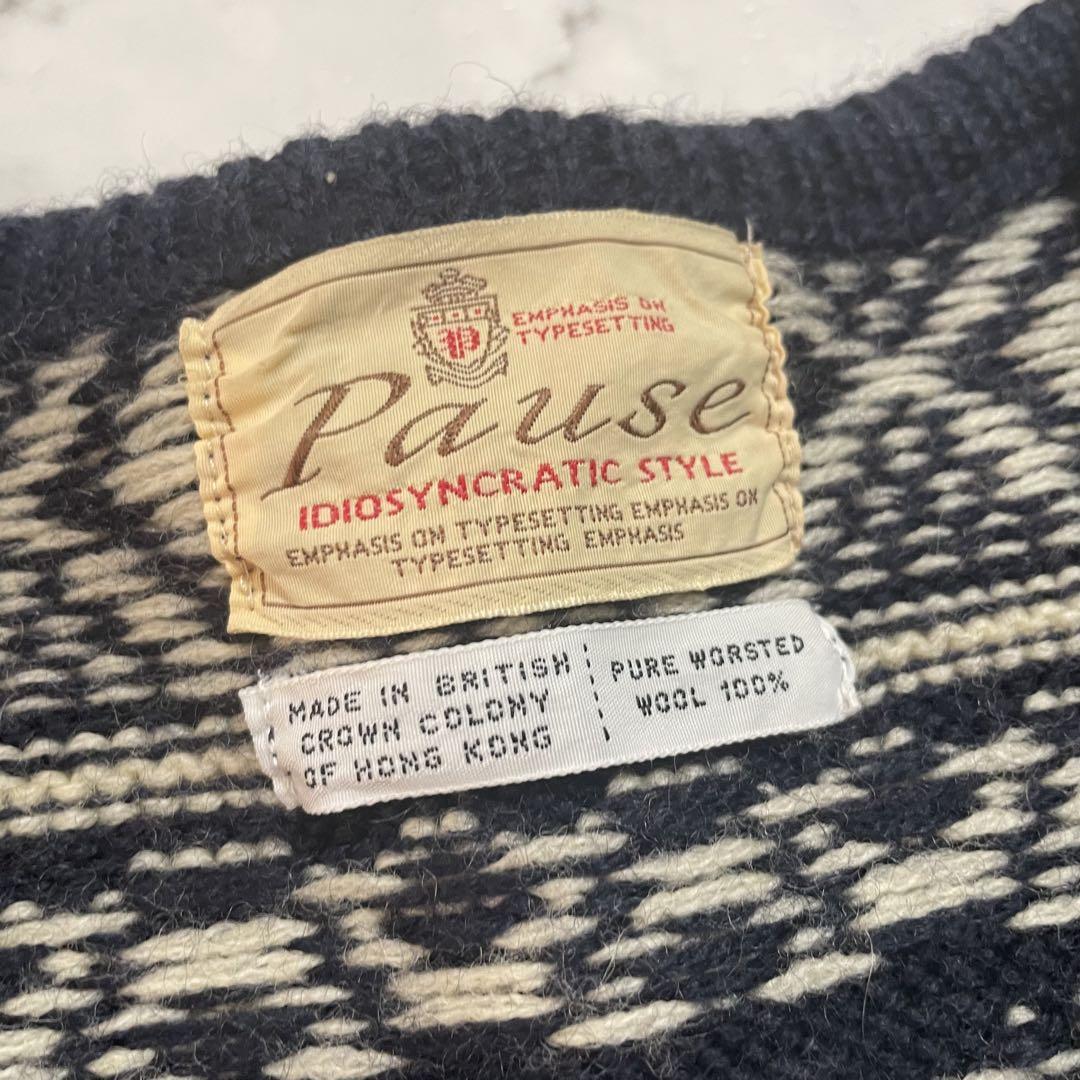 P
EMPHASIS ON
TYPESETTING
Pause
IDIOSYNCRATIC STYLE
EMPHASIS ON TYPESETTING EMPHASIS ON
TYPESETTING EMPHASIS
MADE IN BRITISH
CROWN COLONY
OF HONG KONG
PURE WORSTED
WOOL 100%